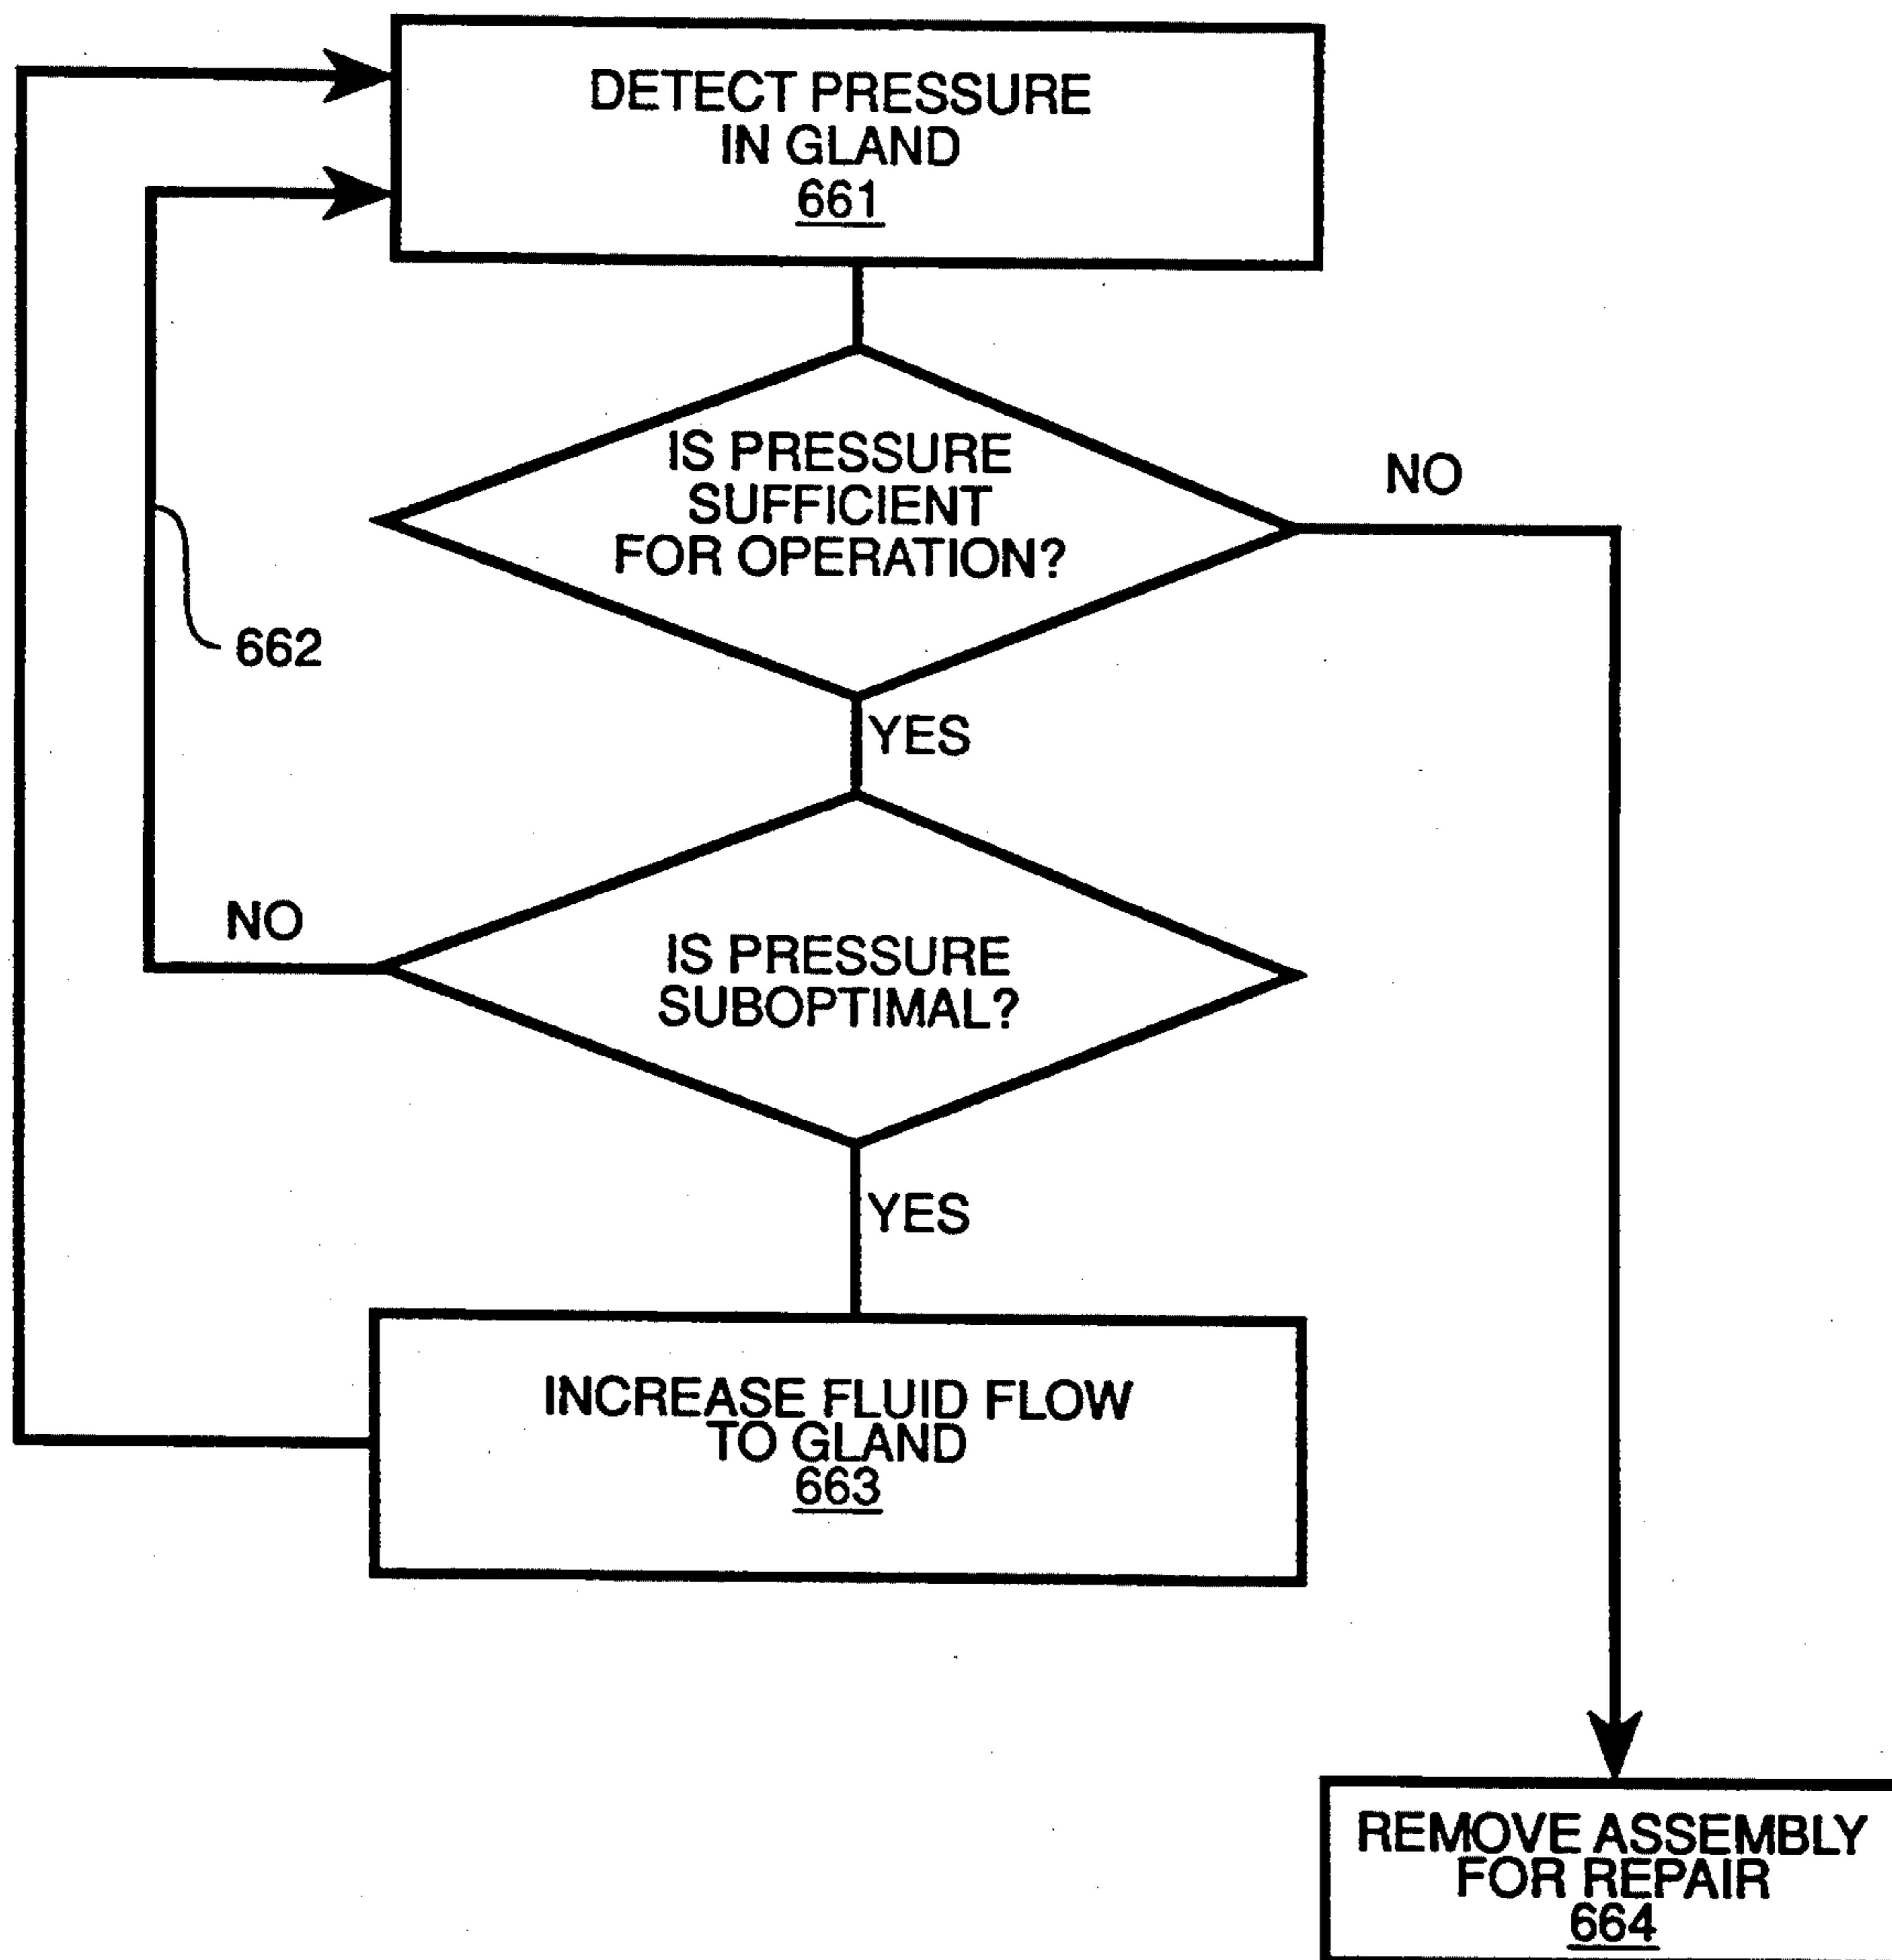 DETECT PRESSURE
IN GLAND
661
IS PRESSURE
SUFFICIENT
FOR OPERATION?
NO
662
YES
NO
IS PRESSURE
SUBOPTIMAL?
YES
INCREASE FLUID FLOW
TO GLAND
663
REMOVE ASSEMBLY
FOR REPAIR
664